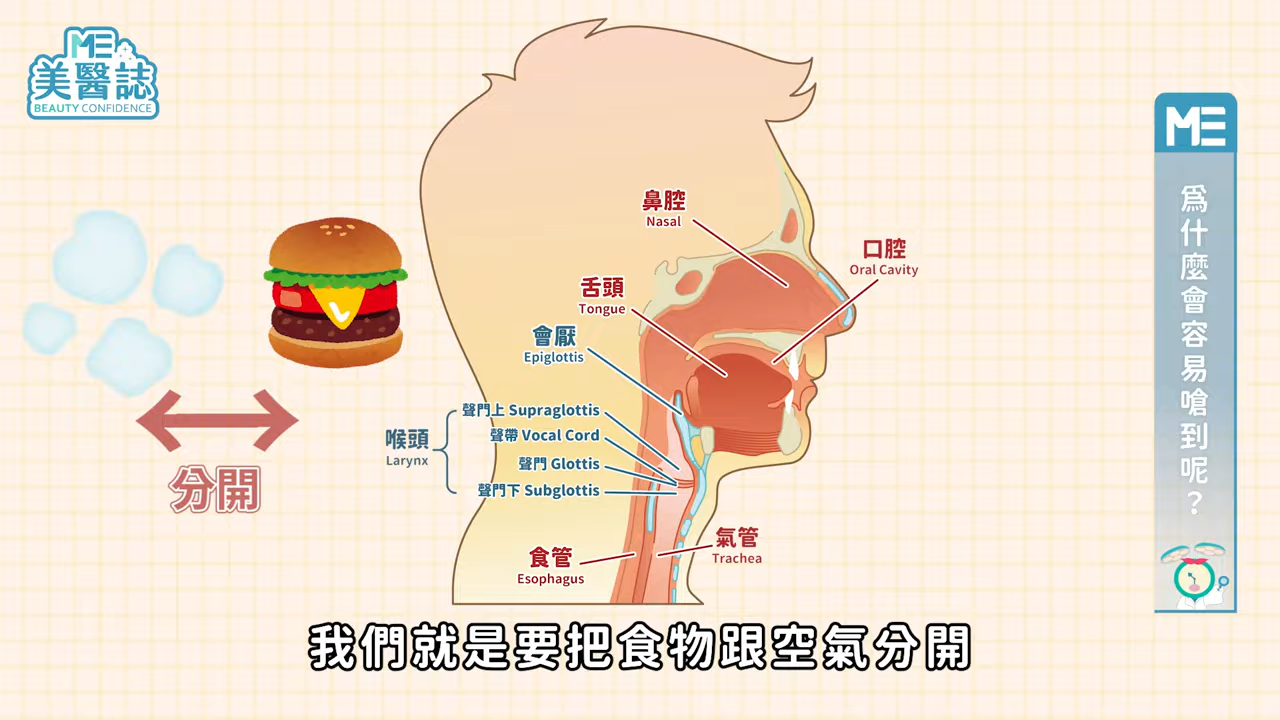 ME
美醫誌
BEAUTY CONFIDENCE
ME
爲什麼會容易嗆到呢？
鼻腔
Nasal
口腔
Oral Cavity
舌頭
Tongue
會厭
Epiglottis
聲門上 Supraglottis
聲帶 Vocal Cord
喉頭
Larynx
聲門 Glottis
聲門下 Subglottis
分開
氣管
Trachea
食管
Esophagus
我們就是要把食物跟空氣分開